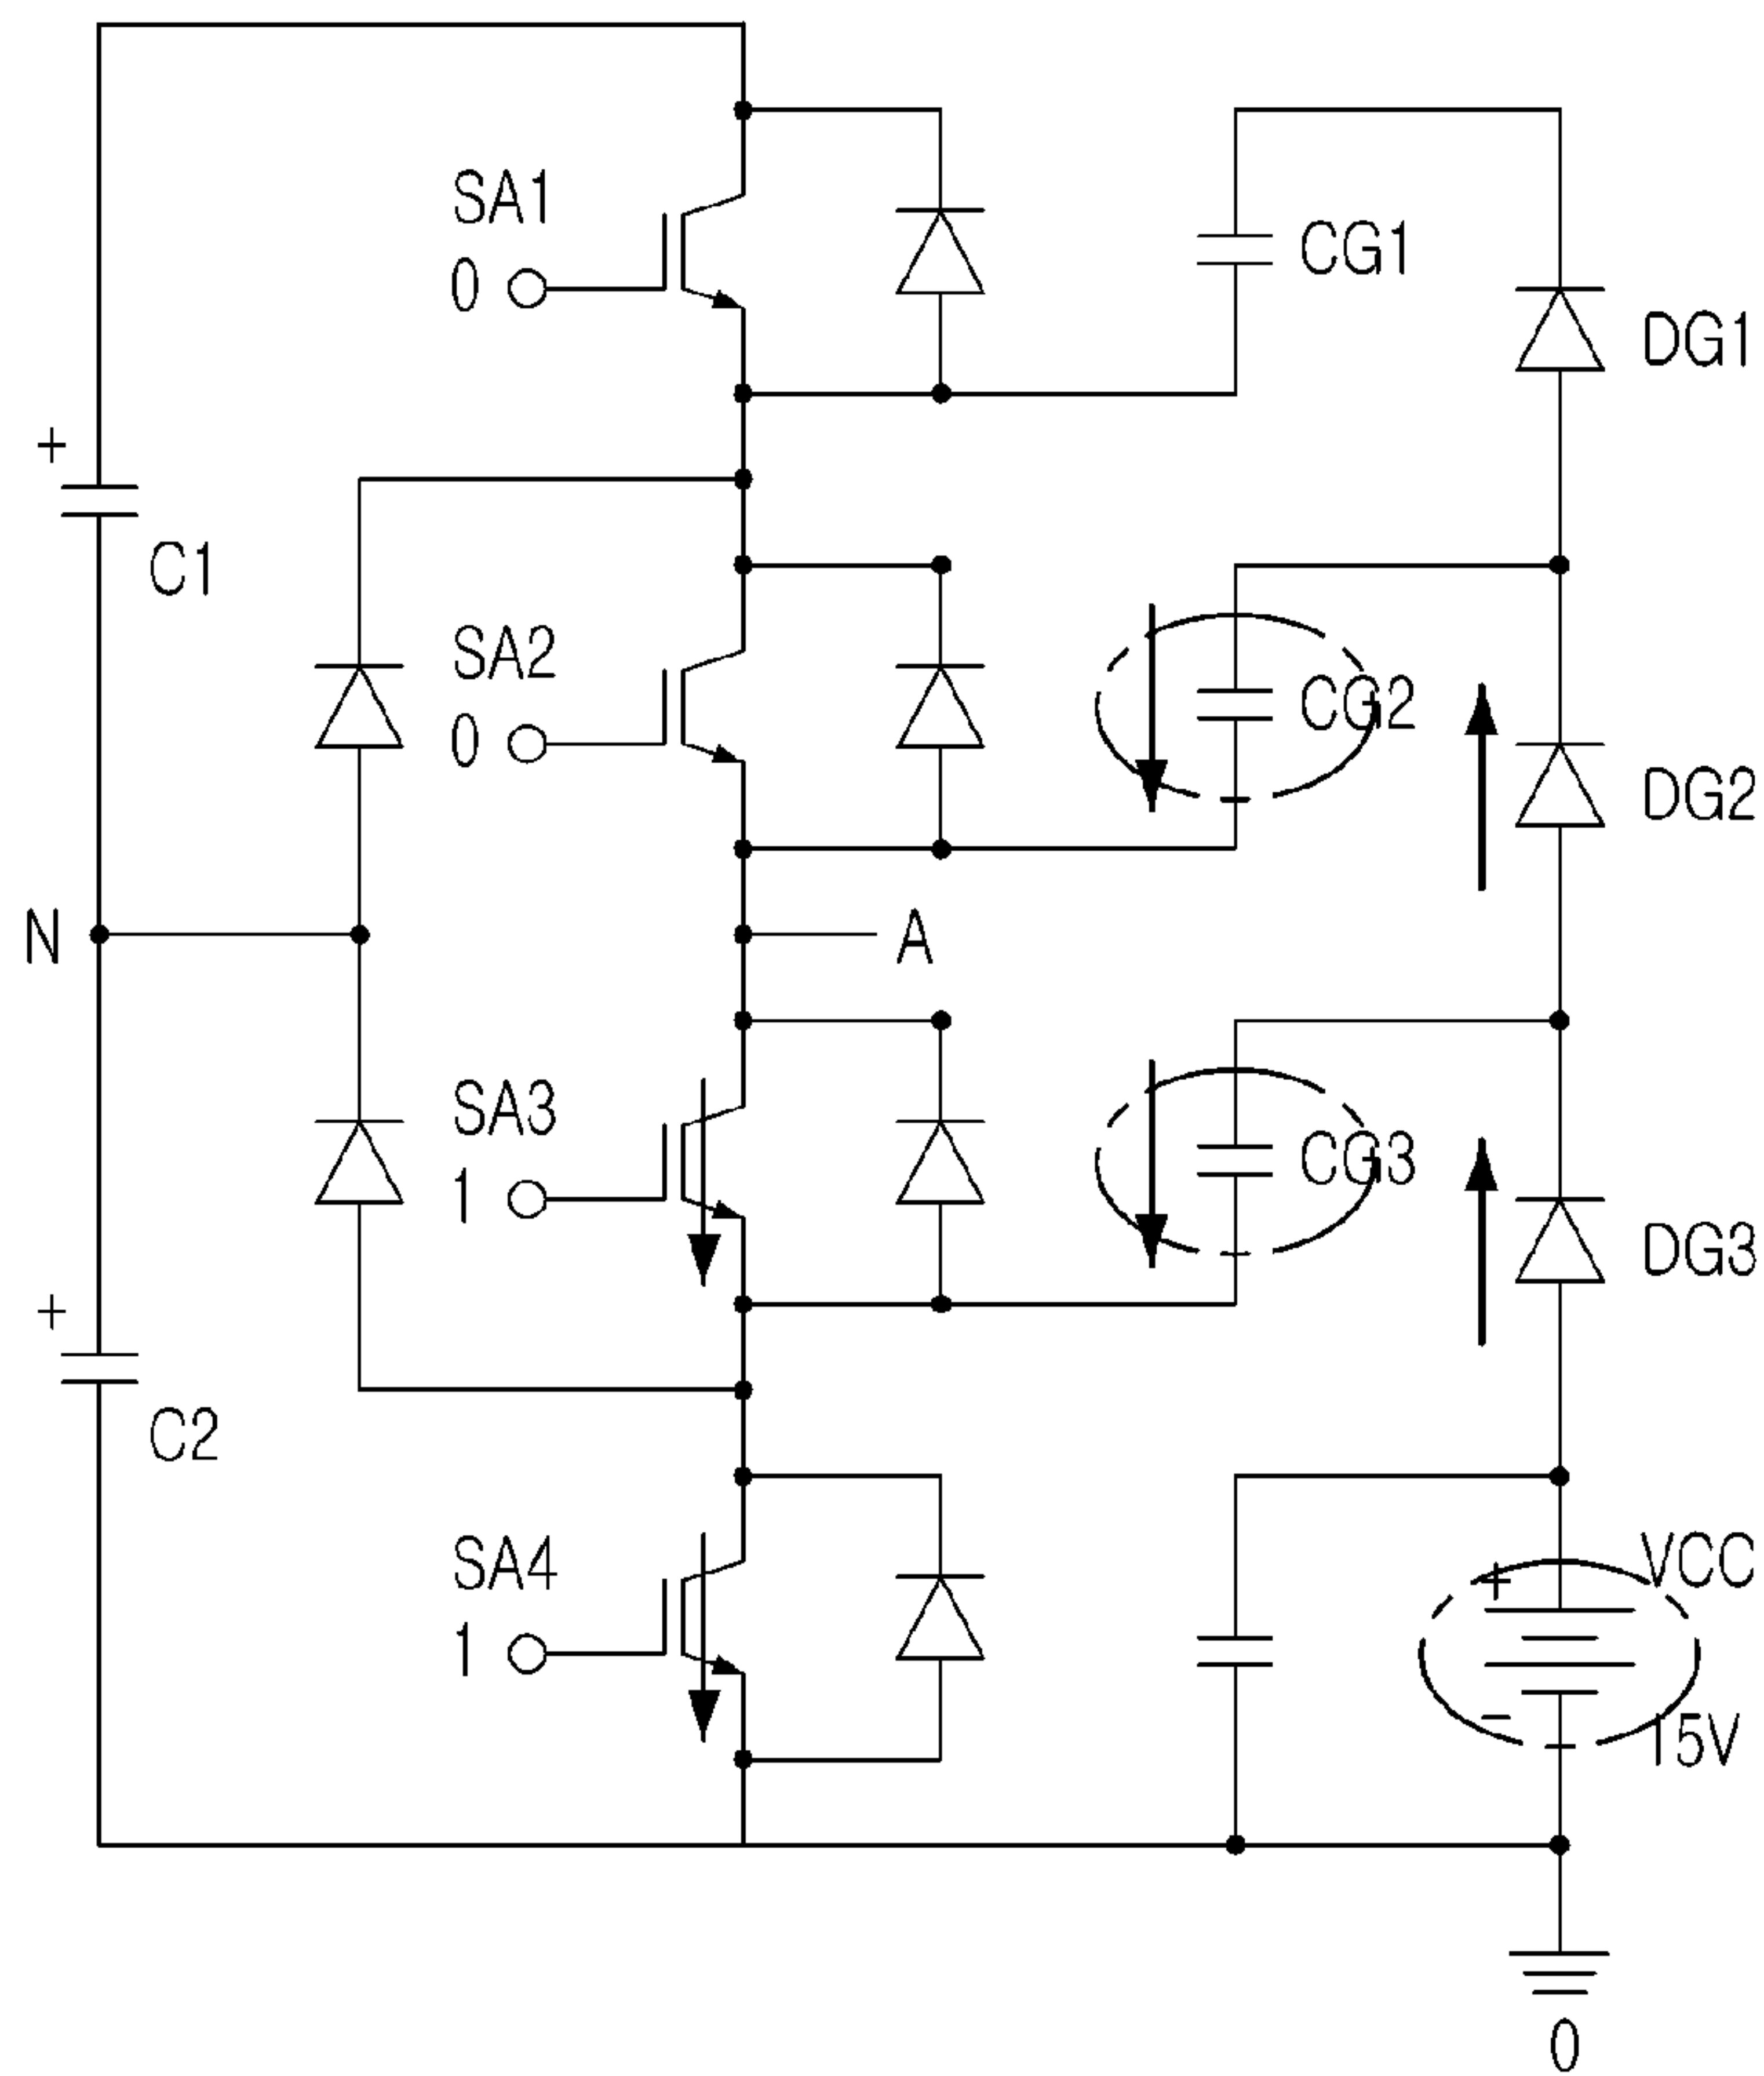 SA1
0
CG1
DG1
+
C1
SA2
0
CG2
DG2
N
A
SA3
1
CG3
DG3
+
C2
SA4
1
VCC
+
−
15V
0